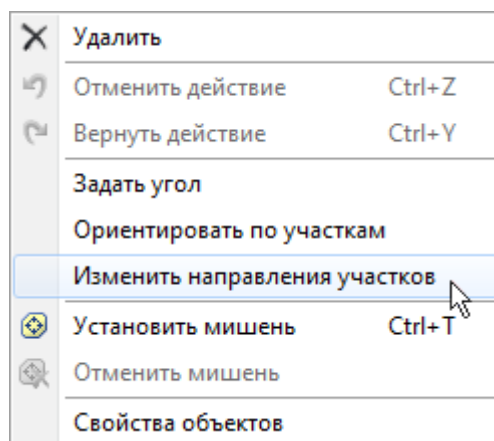 Удалить
Отменить действие Ctrl+Z
Вернуть действие Ctrl+Y
Задать угол
Ориентировать по участкам
Изменить направления участков
Установить мишень Ctrl+T
Отменить мишень
Свойства объектов